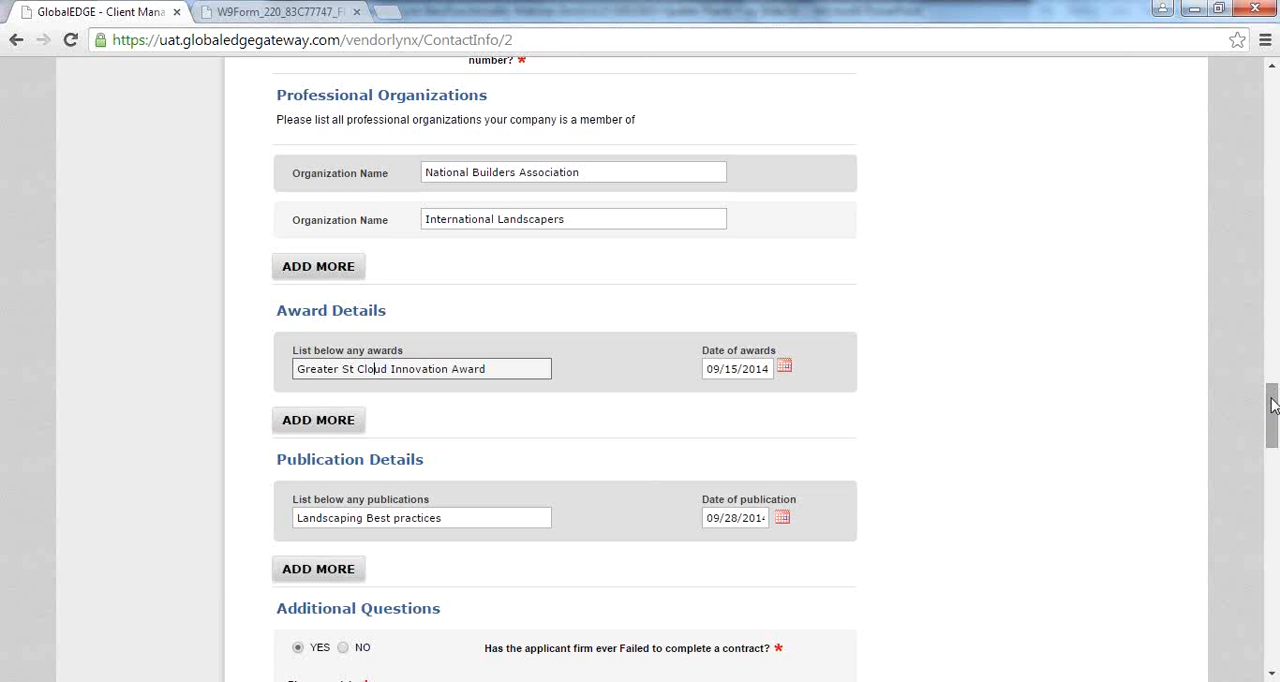 GlobalEDGE - Client Mana
W9Form_220_83C77747_F
https://uat.globaledgegateway.com/vendorlynx/ContactInfo/2
number? *
Professional Organizations
Please list all professional organizations your company is a member of
Organization Name National Builders Association
Organization Name International Landscapers
ADD MORE
Award Details
List below any awards Date of awards
Greater St Cloud Innovation Award 09/15/2014
ADD MORE
Publication Details
List below any publications Date of publication
Landscaping Best practices 09/28/2014
ADD MORE
Additional Questions
YES NO Has the applicant firm ever Failed to complete a contract? *